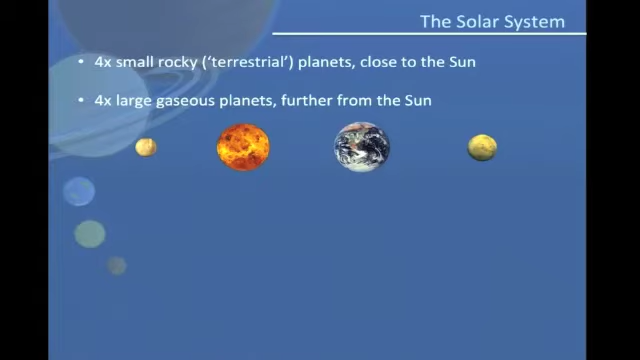 The Solar System
• 4x small rocky (‘terrestrial’) planets, close to the Sun
• 4x large gaseous planets, further from the Sun